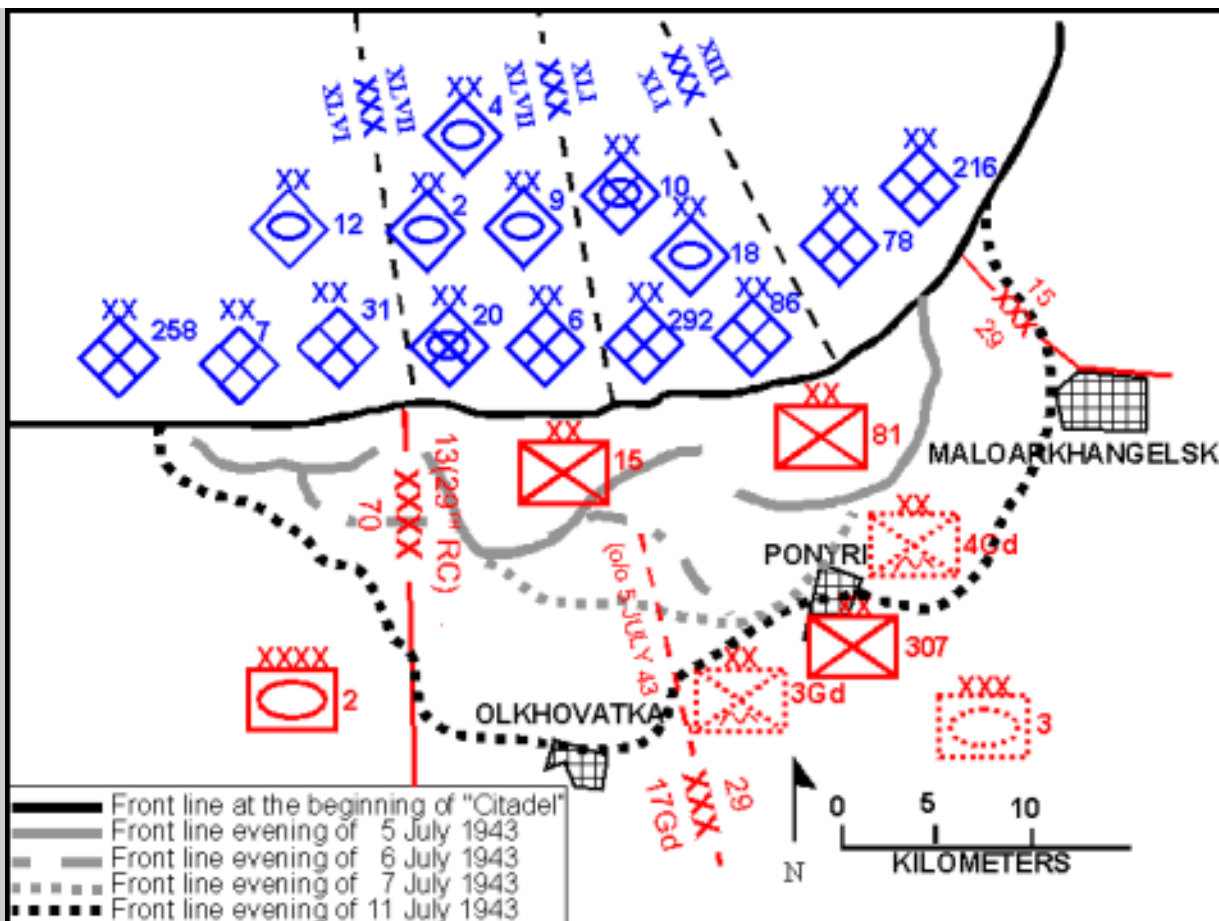 XLVI
XXX
XLVII
XLVII
XXX
XLI
XLI
XXX
XIII
XX
4
XX
12
XX
2
XX
9
XX
10
XX
18
XX
78
XX
216
XX
258
XX
7
XX
31
XX
20
XX
6
XX
292
XX
86
15
XXX
29
XX
15
XX
81
MALOARKHANGELSK
13(29TH RC)
XXXX
70
XX
4Gd
PONYRI
(o/o 5 JULY 43)
XX
307
XXXX
2
XX
3Gd
XXX
3
OLKHOVATKA
29
XXX
17Gd
N
0 5 10
KILOMETERS
Front line at the beginning of "Citadel"
Front line evening of 5 July 1943
Front line evening of 6 July 1943
Front line evening of 7 July 1943
Front line evening of 11 July 1943